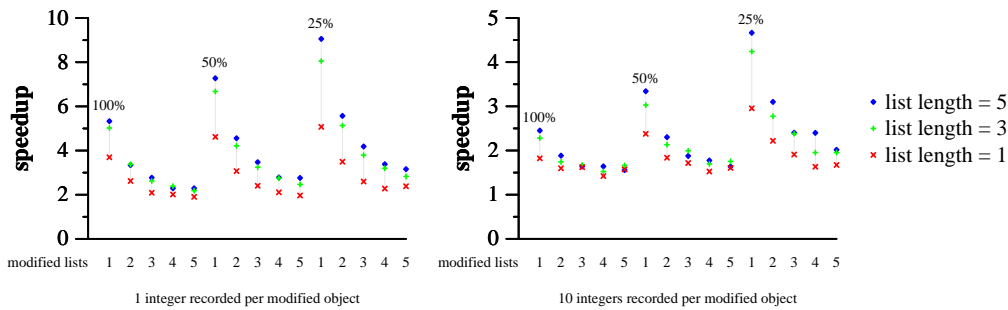 speedup
10
8
6
4
2
0
100%
50%
25%
modified lists 1 2 3 4 5 1 2 3 4 5 1 2 3 4 5
1 integer recorded per modified object
speedup
5
4
3
2
1
0
100%
50%
25%
modified lists 1 2 3 4 5 1 2 3 4 5 1 2 3 4 5
10 integers recorded per modified object
list length = 5
list length = 3
list length = 1